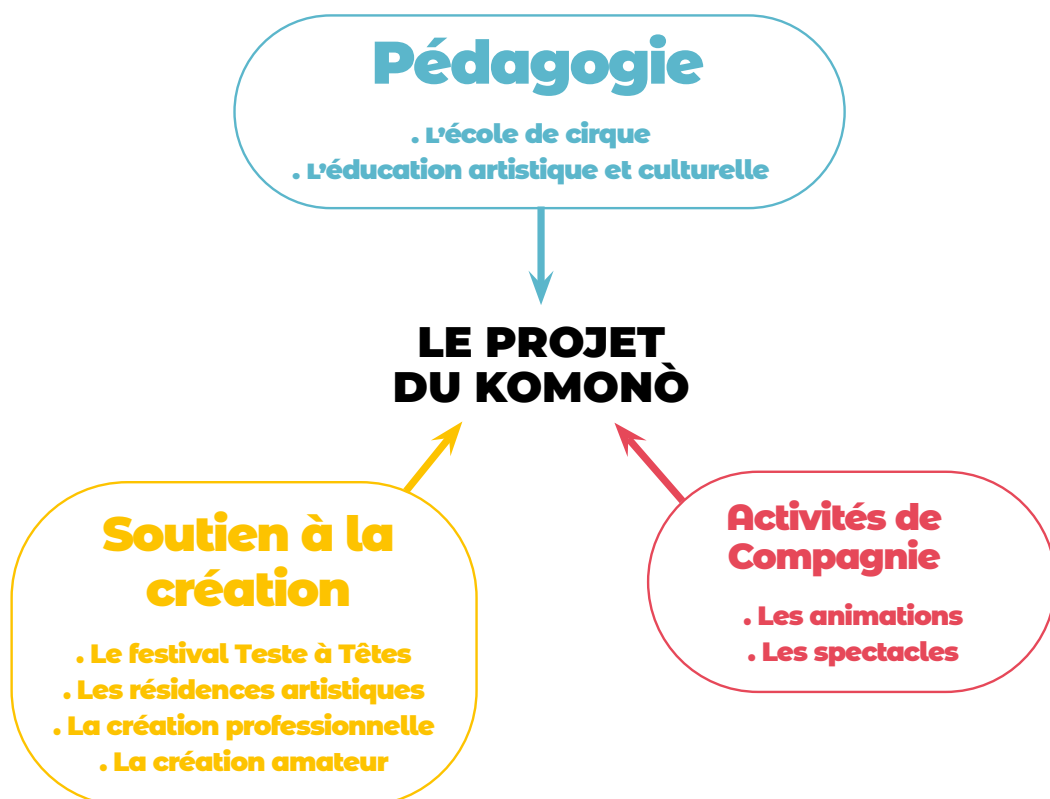 Pédagogie
. L'école de cirque
. L'éducation artistique et culturelle
LE PROJET
DU KOMONÒ
Soutien à la
création
. Le festival Teste à Têtes
. Les résidences artistiques
. La création professionnelle
. La création amateur
Activités de
Compagnie
. Les animations
. Les spectacles